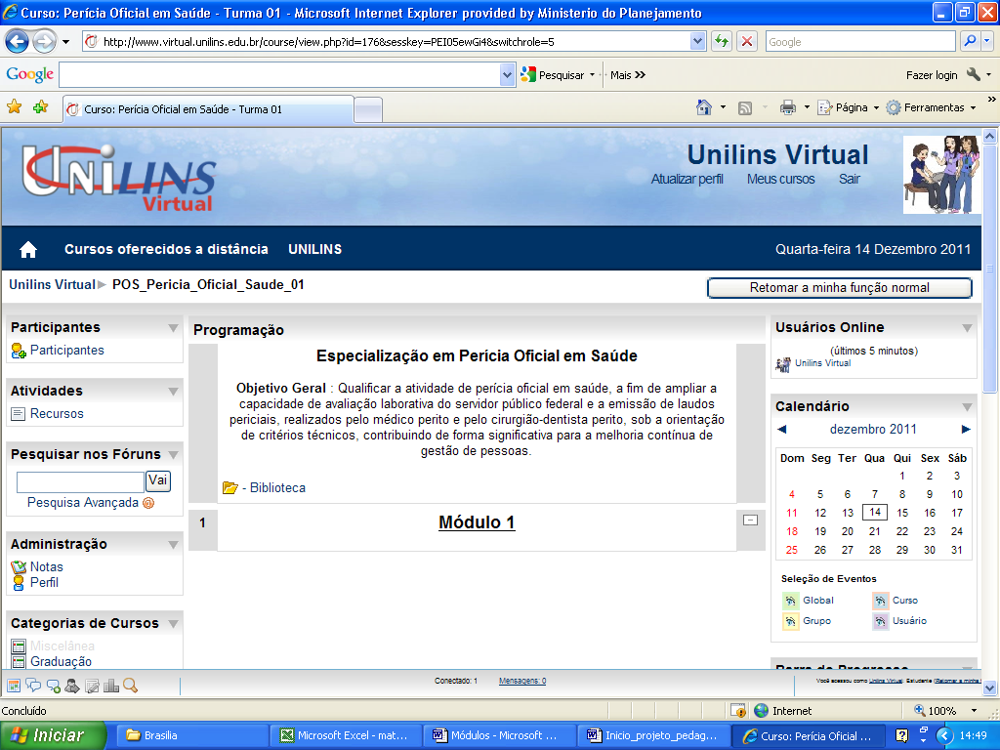 Curso: Perícia Oficial em Saúde - Turma 01 - Microsoft Internet Explorer provided by Ministerio do Planejamento
http://www.virtual.unilins.edu.br/course/view.php?id=176&sesskey=PEI05ewGi4&switchrole=5
Google
Google
Pesquisar
Mais »
Fazer login
Curso: Perícia Oficial em Saúde - Turma 01
Página
Ferramentas
»
UNILINS
Virtual
Unilins Virtual
Atualizar perfil Meus cursos Sair
Cursos oferecidos a distância UNILINS
Quarta-feira 14 Dezembro 2011
Unilins Virtual ► POS_Pericia_Oficial_Saude_01
Retomar a minha função normal
Participantes
Participantes
Atividades
Recursos
Pesquisar nos Fóruns
Vai
Pesquisa Avançada
Administração
Notas
Perfil
Categorias de Cursos
Miscelânea
Graduação
Programação
Especialização em Perícia Oficial em Saúde
Objetivo Geral : Qualificar a atividade de perícia oficial em saúde, a fim de ampliar a
capacidade de avaliação laborativa do servidor público federal e a emissão de laudos
periciais, realizados pelo médico perito e pelo cirurgião-dentista perito, sob a orientação
de critérios técnicos, contribuindo de forma significativa para a melhoria contínua de
gestão de pessoas.
- Biblioteca
1
Módulo 1
Usuários Online
(últimos 5 minutos)
Unilins Virtual
Calendário
◄ dezembro 2011 ►
Dom Seg Ter Qua Qui Sex Sáb
1 2 3
4 5 6 7 8 9 10
11 12 13 14 15 16 17
18 19 20 21 22 23 24
25 26 27 28 29 30 31
Seleção de Eventos
Global Curso
Grupo Usuário
Barra de Progresso
Conectado: 1
Mensagens: 0
Você acessou como Unilins Virtual: Estudante (Retomar a minha
Concluído
Internet
100%
Iniciar
Brasilia
Microsoft Excel - mat...
Módulos - Microsoft ...
Inicio_projeto_pedag...
Curso: Perícia Oficial ...
14:49